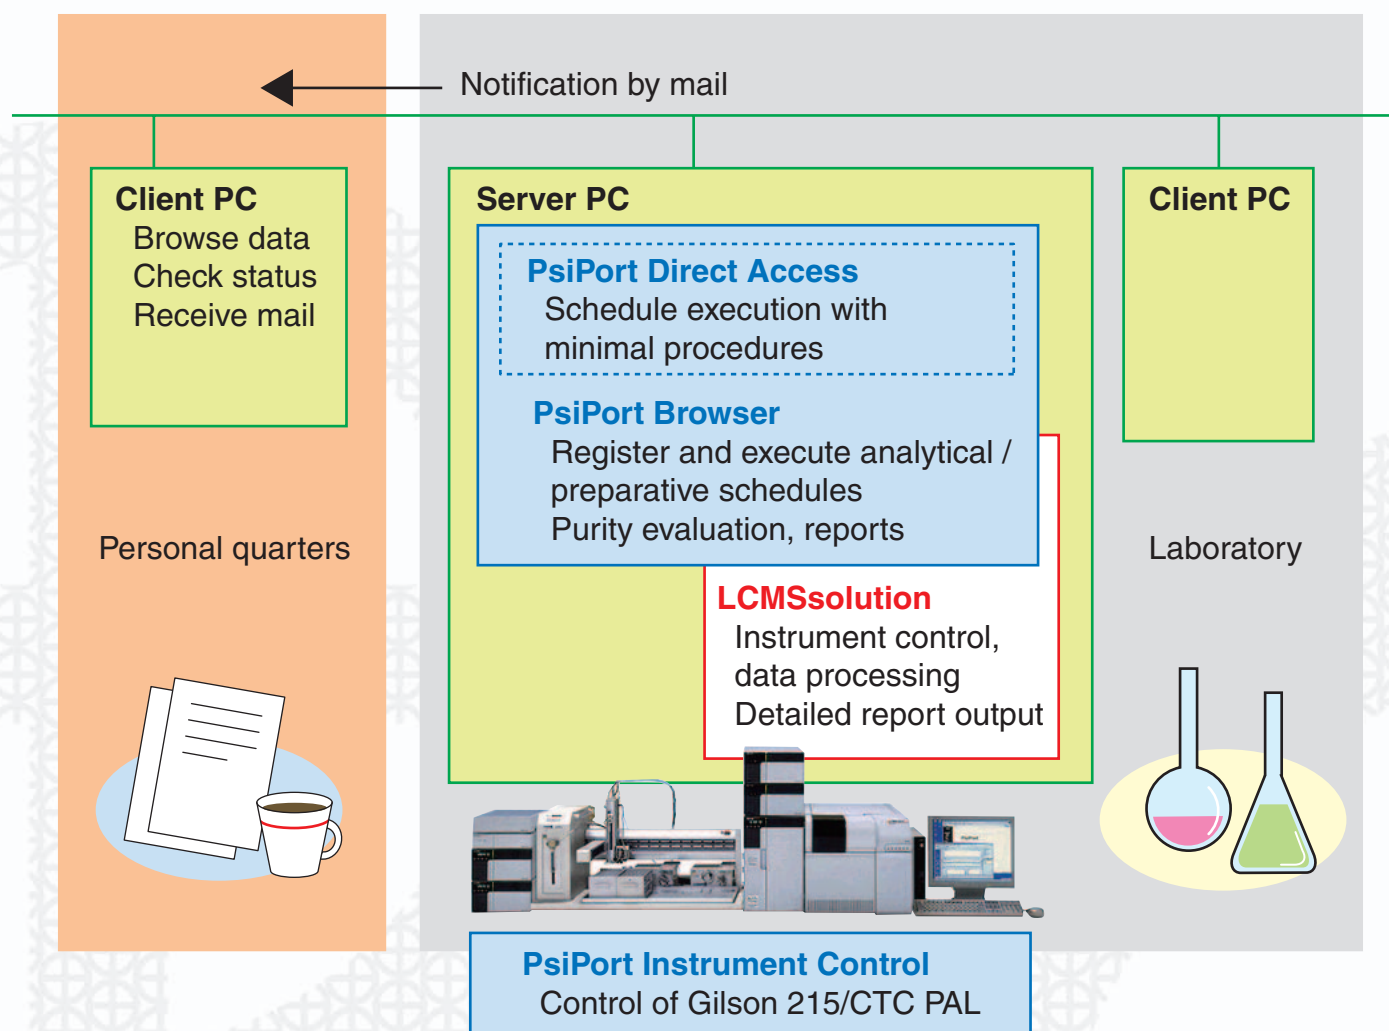 Notification by mail
Client PC
Browse data
Check status
Receive mail
Personal quarters
Server PC
PsiPort Direct Access
Schedule execution with
minimal procedures
PsiPort Browser
Register and execute analytical /
preparative schedules
Purity evaluation, reports
LCMSsolution
Instrument control,
data processing
Detailed report output
Client PC
Laboratory
PsiPort Instrument Control
Control of Gilson 215/CTC PAL